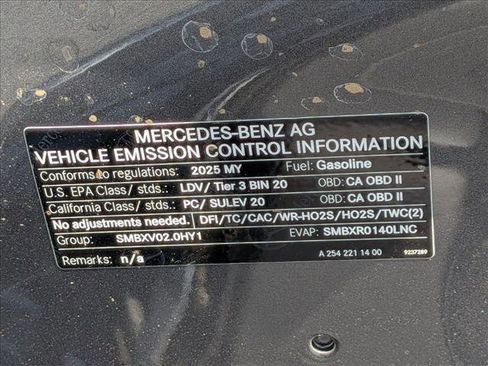 MERCEDES-BENZ AG
VEHICLE EMISSION CONTROL INFORMATION
Conforms to regulations: 2025 MY Fuel: Gasoline
U.S. EPA Class/ stds.: LDV/ Tier 3 BIN 20 OBD: CA OBD II
California Class/ stds.: PC/ SULEV 20 OBD: CA OBD II
No adjustments needed. DFI/TC/CAC/WR-HO2S/HO2S/TWC(2)
Group: SMBXV02.0HY1 EVAP: SMBXR0140LNC
Remarks: n/a A 254 221 14 00 9237289